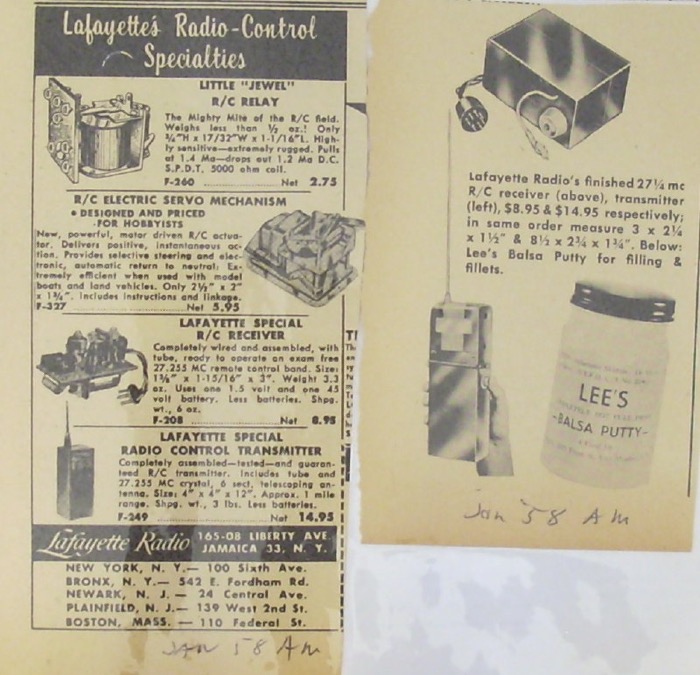 Lafayette's Radio-Control
Specialties
LITTLE "JEWEL"
R/C RELAY
The Mighty Mite of the R/C field.
Weighs less than ½ oz.! Only
¾"H x 17/32"W x 1-1/16"L. High-
ly sensitive—extremely rugged. Pulls
at 1.4 Ma—drops out 1.2 Ma D.C.
S.P.D.T. 5000 ohm coil.
F-260 Net 2.75
R/C ELECTRIC SERVO MECHANISM
• DESIGNED AND PRICED
FOR HOBBYISTS
New, powerful, motor driven R/C actua-
tor. Delivers positive, instantaneous ac-
tion. Provides selective steering and elec-
tronic, automatic return to neutral. Ex-
tremely efficient when used with model
boats and land vehicles. Only 2½" x 2"
x 1¾". Includes instructions and linkage.
F-327 Net 5.95
LAFAYETTE SPECIAL
R/C RECEIVER
Completely wired and assembled, with
tube, ready to operate on exam free
27.255 MC remote control band. Size:
x 1-15/16" x 3". Weight 3.3
oz. Uses one 1.5 volt and one 45
volt battery. Less batteries. Shpg.
wt., 6 oz.
F-208 Net 8.95
LAFAYETTE SPECIAL
RADIO CONTROL TRANSMITTER
Completely assembled—tested—and guaran-
teed R/C transmitter. Includes tube and
27.255 MC crystal, 6 sect, telescoping an-
tenna. Size: 4" x 4" x 12". Approx. 1 mile
range. Shpg. wt., 3 lbs. Less batteries.
F-249 Net 14.95
Lafayette Radio 165-08 LIBERTY AVE
JAMAICA 33, N. Y.
NEW YORK, N. Y.— 100 Sixth Ave.
BRONX, N. Y.— 542 E. Fordham Rd.
NEWARK, N. J.— 24 Central Ave.
PLAINFIELD, N. J.— 139 West 2nd St.
BOSTON, MASS. — 110 Federal St.
JAN '58 Am
Lafayette Radio's finished 27¼ mc
R/C receiver (above), transmitter
(left), $8.95 & $14.95 respectively;
in same order measure 3 x 2¼
x 1½" & 8½ x 2¾ x 1¾". Below:
Lee's Balsa Putty for filling &
fillets.
LEE'S
-BALSA PUTTY-
Jan '58 Am